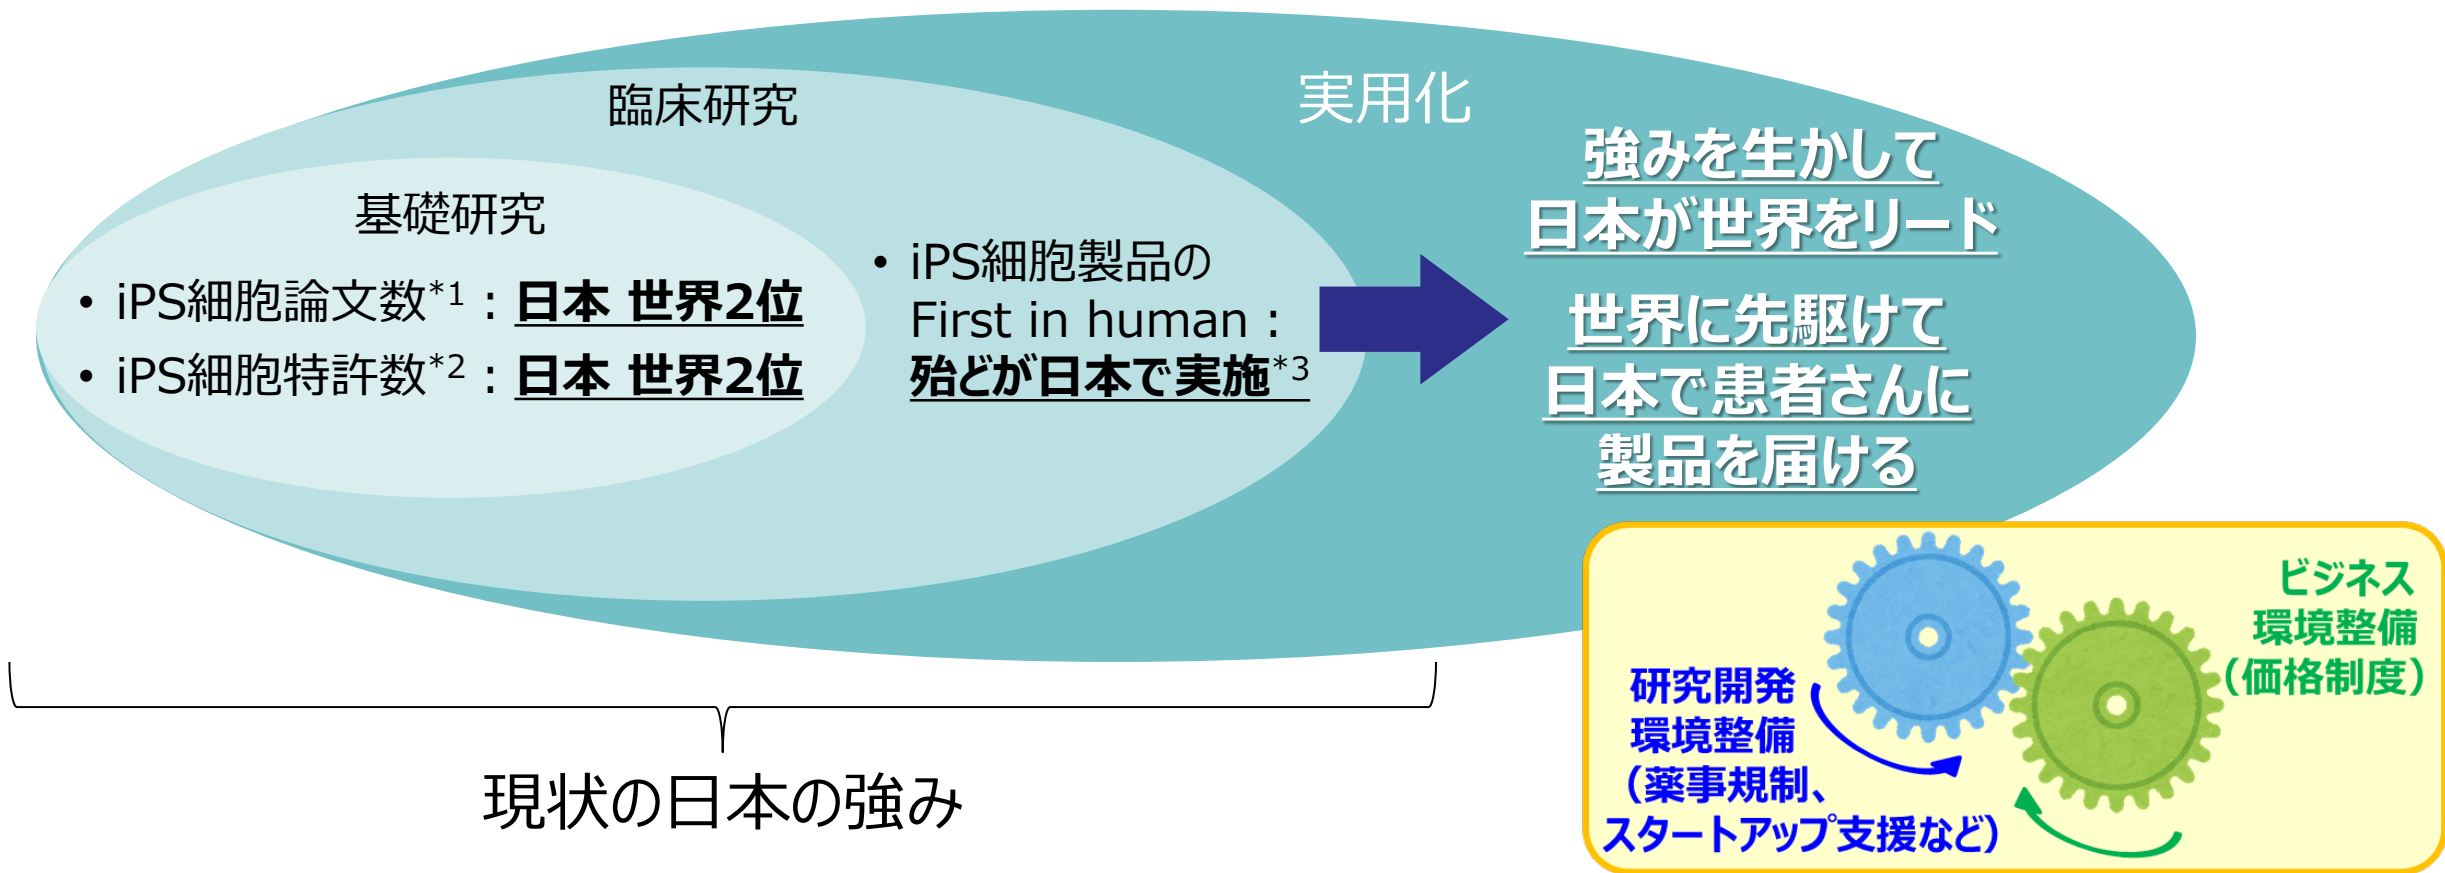 臨床研究
実用化
基礎研究
• iPS細胞論文数*1：日本 世界2位
• iPS細胞特許数*2：日本 世界2位
• iPS細胞製品の
First in human：
殆どが日本で実施*3
強みを生かして
日本が世界をリード
世界に先駆けて
日本で患者さんに
製品を届ける
現状の日本の強み
研究開発
環境整備
（薬事規制、
スタートアップ支援など）
ビジネス
環境整備
（価格制度）